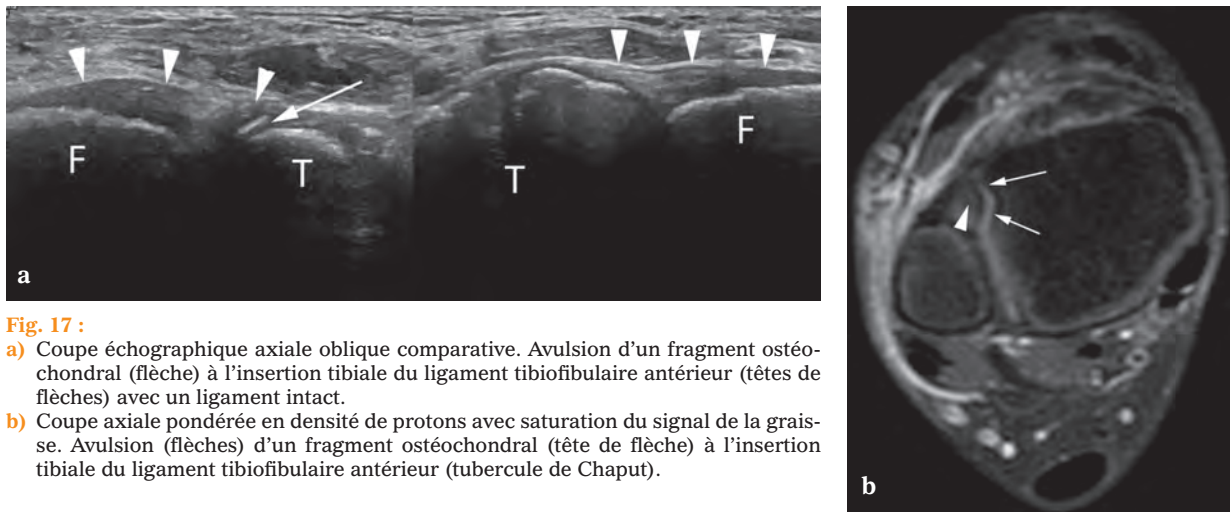 F
T
T
F
a
b
Fig. 17 :
a) Coupe échographique axiale oblique comparative. Avulsion d’un fragment ostéo-
chondral (flèche) à l’insertion tibiale du ligament tibiofibulaire antérieur (têtes de
flèches) avec un ligament intact.
b) Coupe axiale pondérée en densité de protons avec saturation du signal de la grais-
se. Avulsion (flèches) d’un fragment ostéochondral (tête de flèche) à l’insertion
tibiale du ligament tibiofibulaire antérieur (tubercule de Chaput).